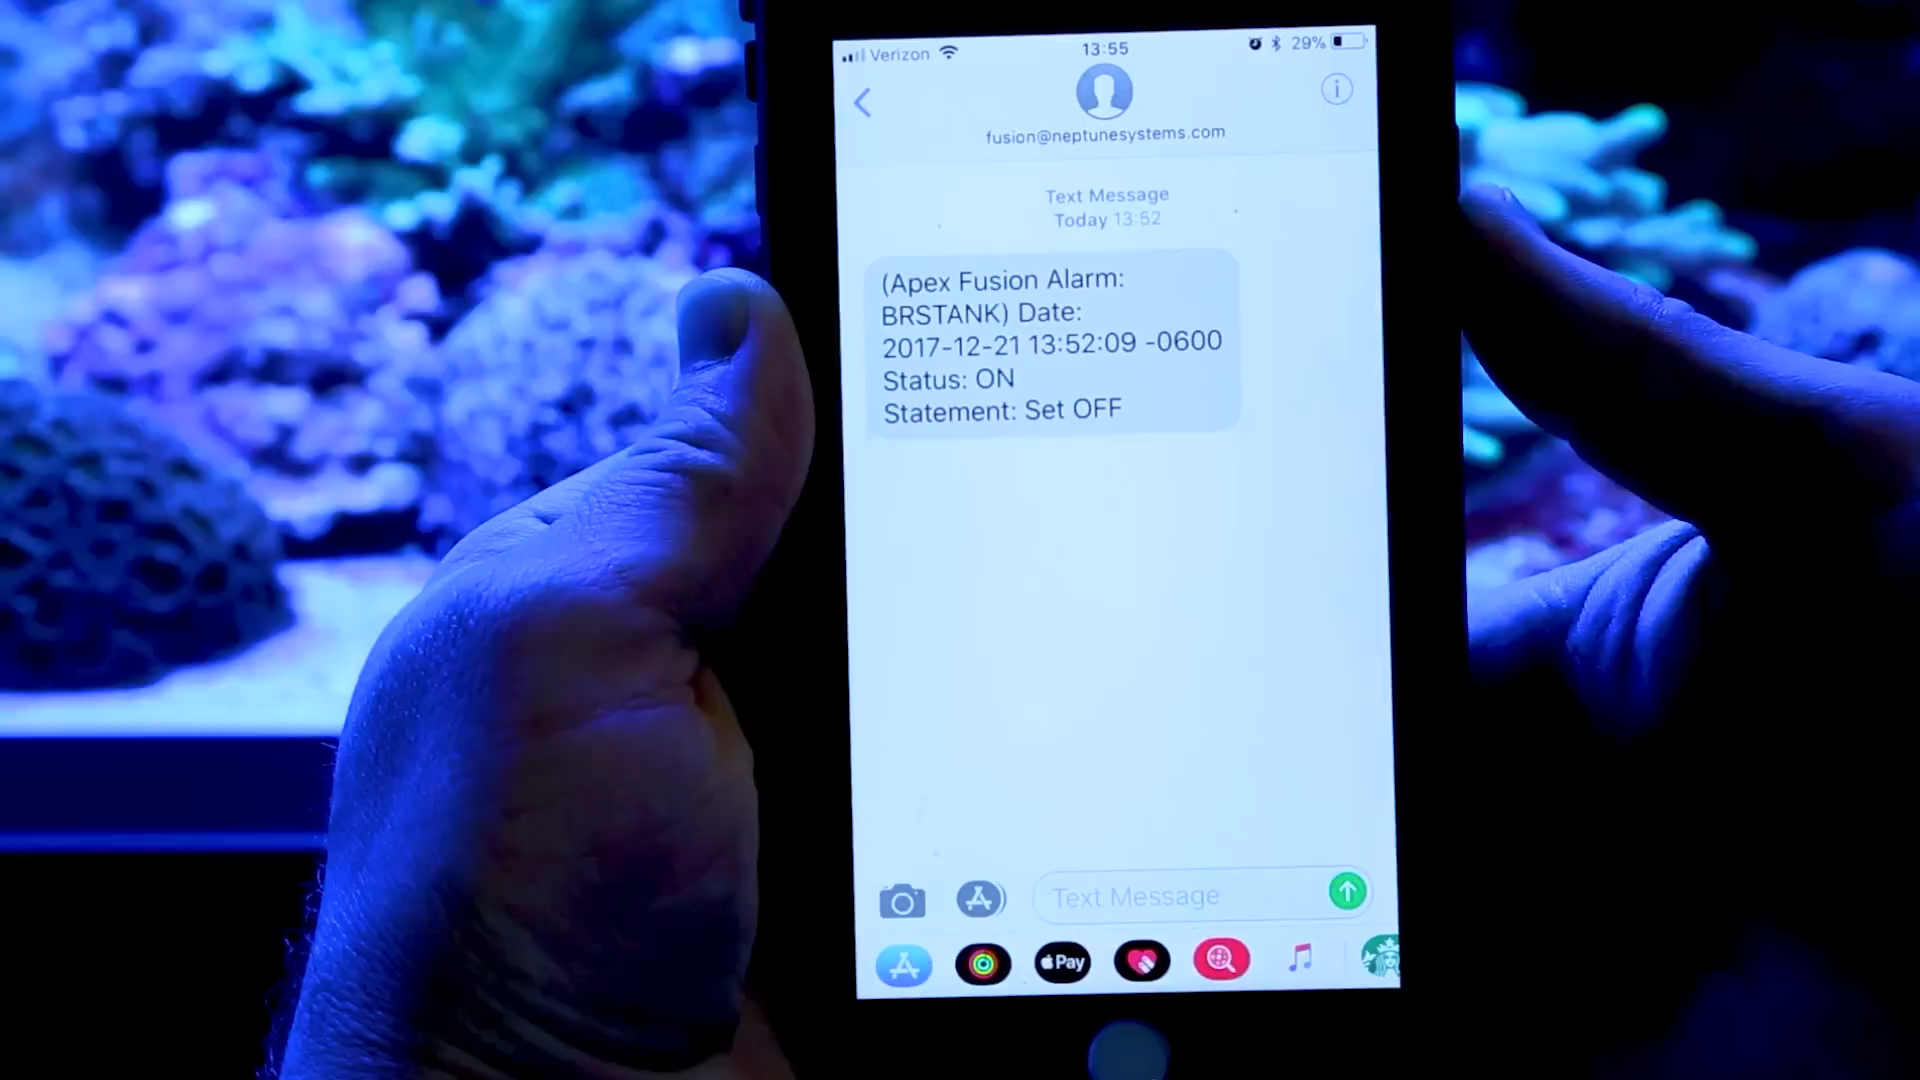 Verizon 13:55 29%
fusion@neptunesystems.com
Text Message
Today 13:52
(Apex Fusion Alarm:
BRSTANK) Date:
2017-12-21 13:52:09 -0600
Status: ON
Statement: Set OFF
Text Message
Pay